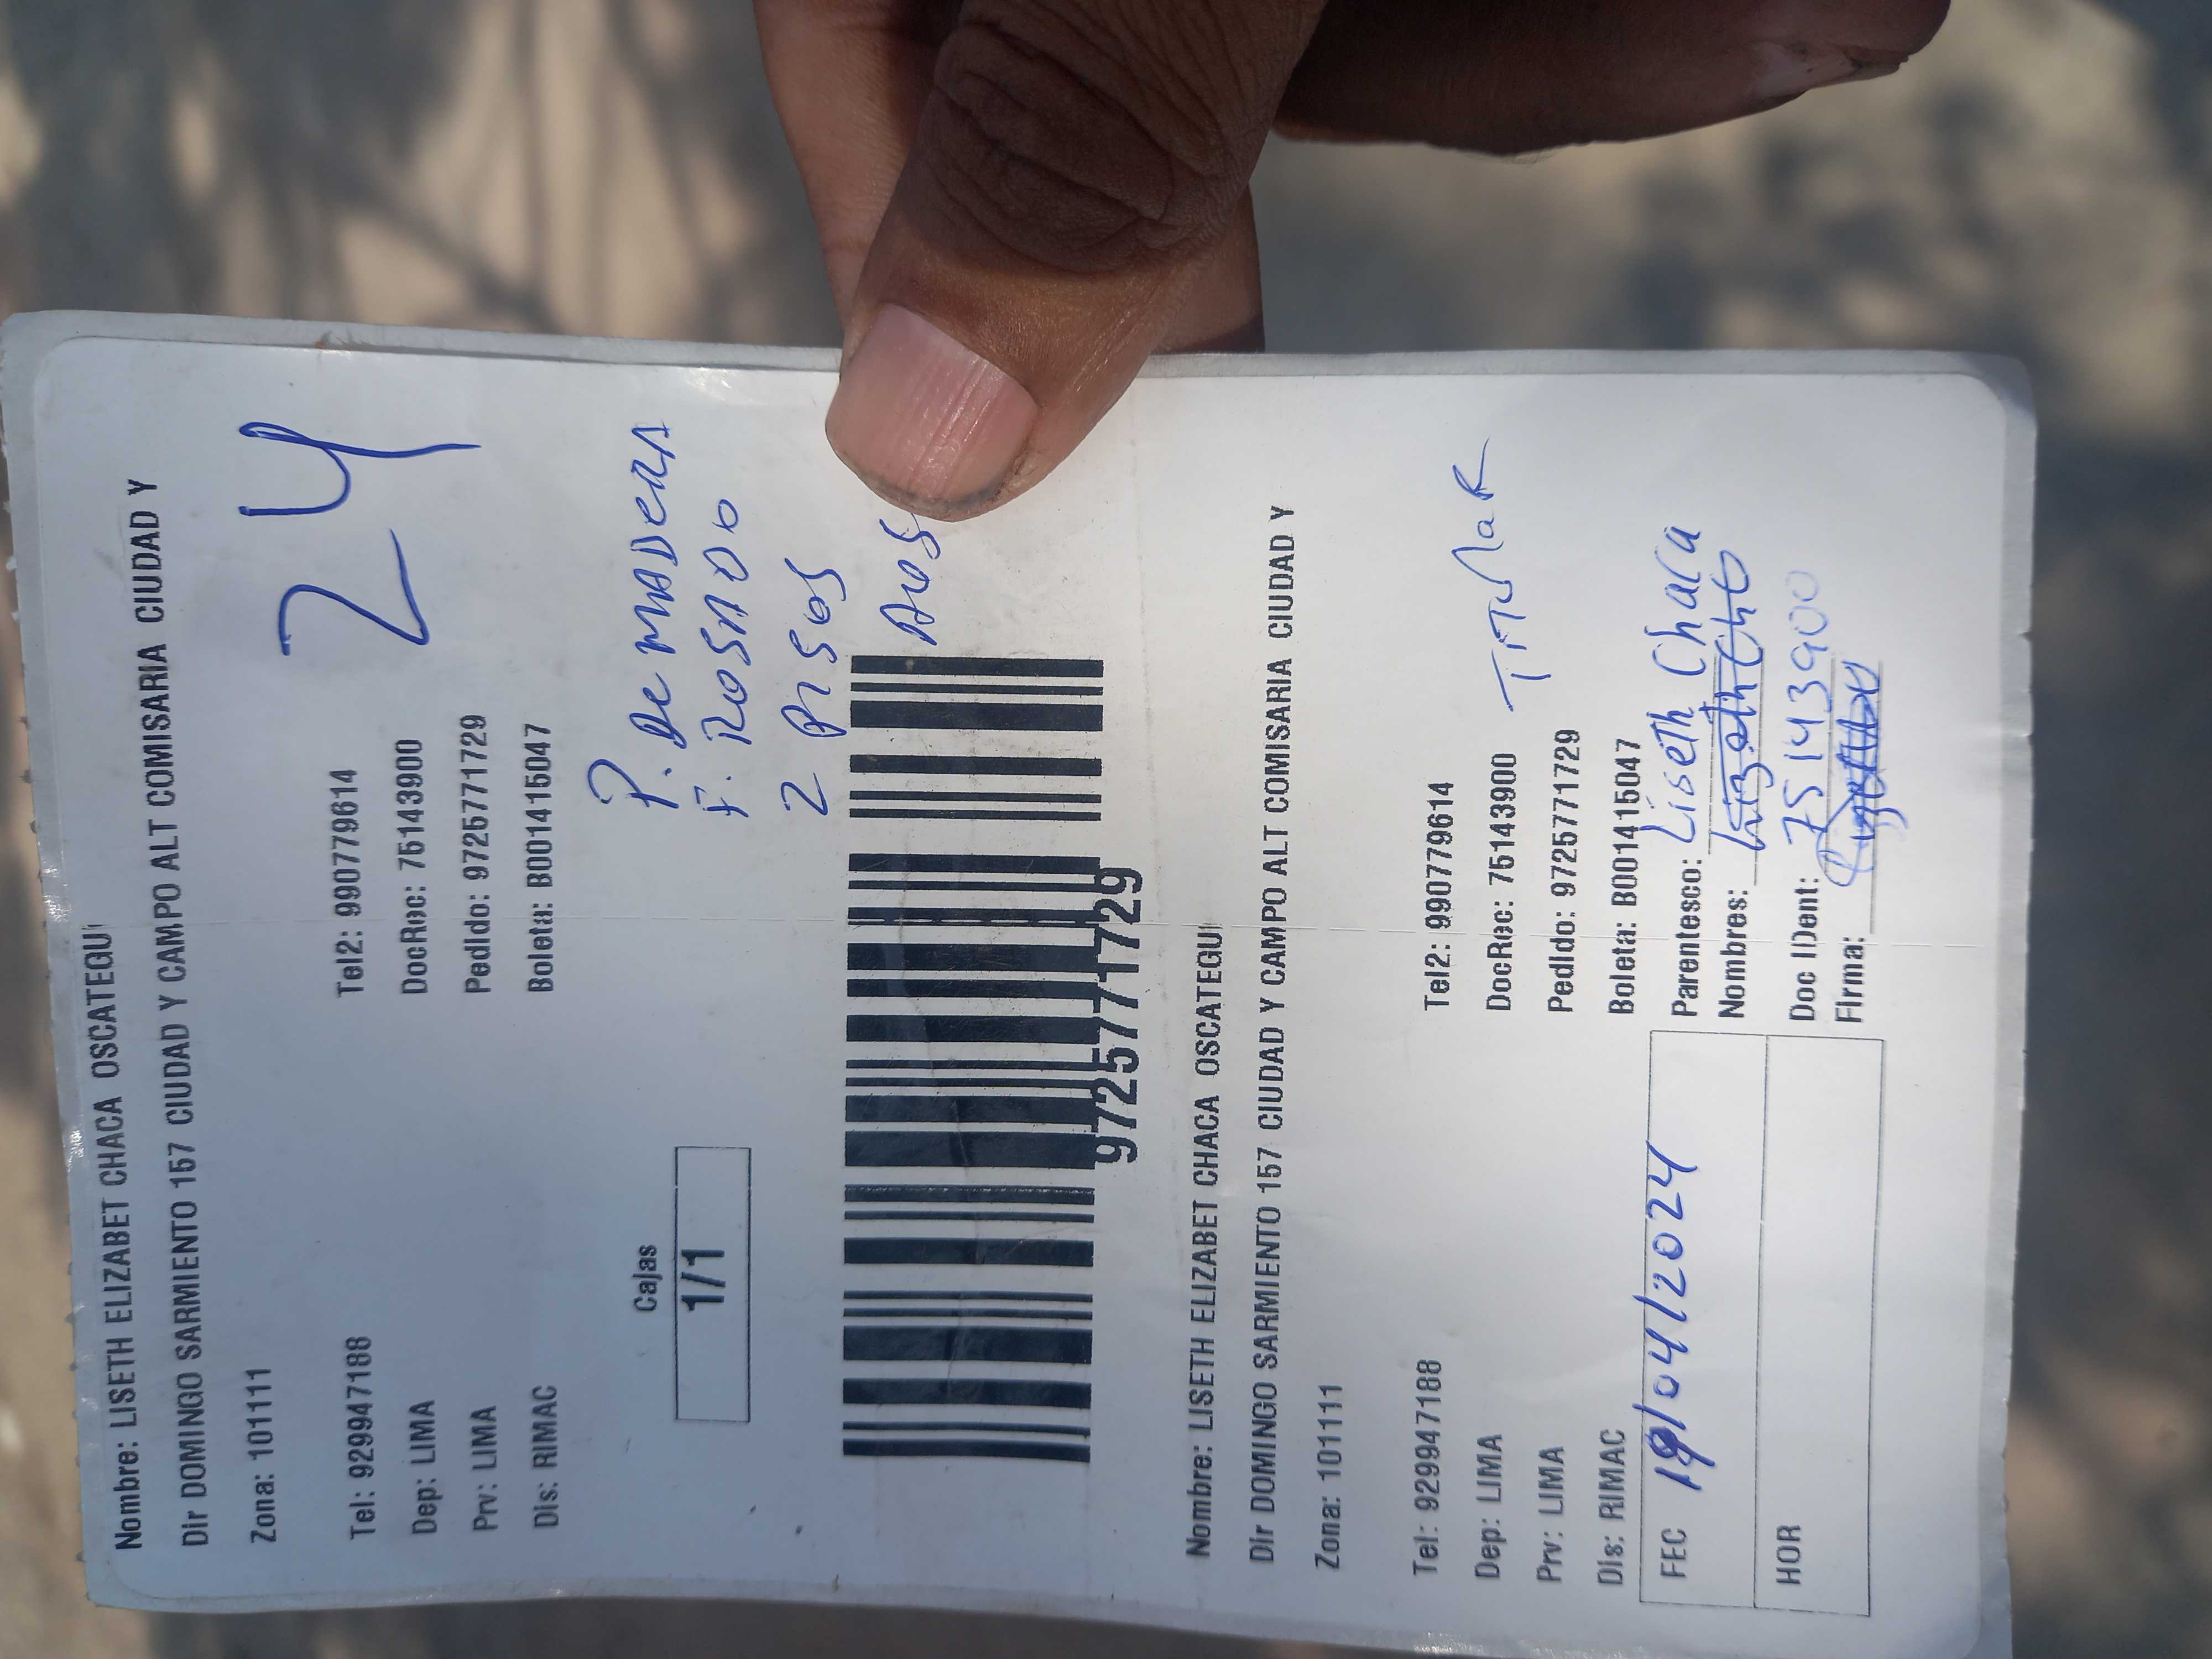 Nombre: LISETH ELIZABET CHACA OSCATEGUI
Dir DOMINGO SARMIENTO 157 CIUDAD Y CAMPO ALT COMISARIA CIUDAD Y
Zona: 101111
24
Tel: 929947188 Tel2: 990779614
Dep: LIMA DocRec: 75143900
Prv: LIMA Pedido: 9725771729
Dis: RIMAC Boleta: B001415047
Cajas
1/1
P. De MADERA
F. ROSADO
2 PISOS
9725771729
Nombre: LISETH ELIZABET CHACA OSCATEGUI
Dir DOMINGO SARMIENTO 157 CIUDAD Y CAMPO ALT COMISARIA CIUDAD Y
Zona: 101111
Tel: 929947188 Tel2: 990779614
Dep: LIMA DocRec: 75143900
TiTULaR
Prv: LIMA Pedido: 9725771729
Dis: RIMAC Boleta: B001415047
FEC 19/04/2024 Parentesco: Liseth Chaca
Nombres:
HOR Doc IDent: 75143900
Firma: